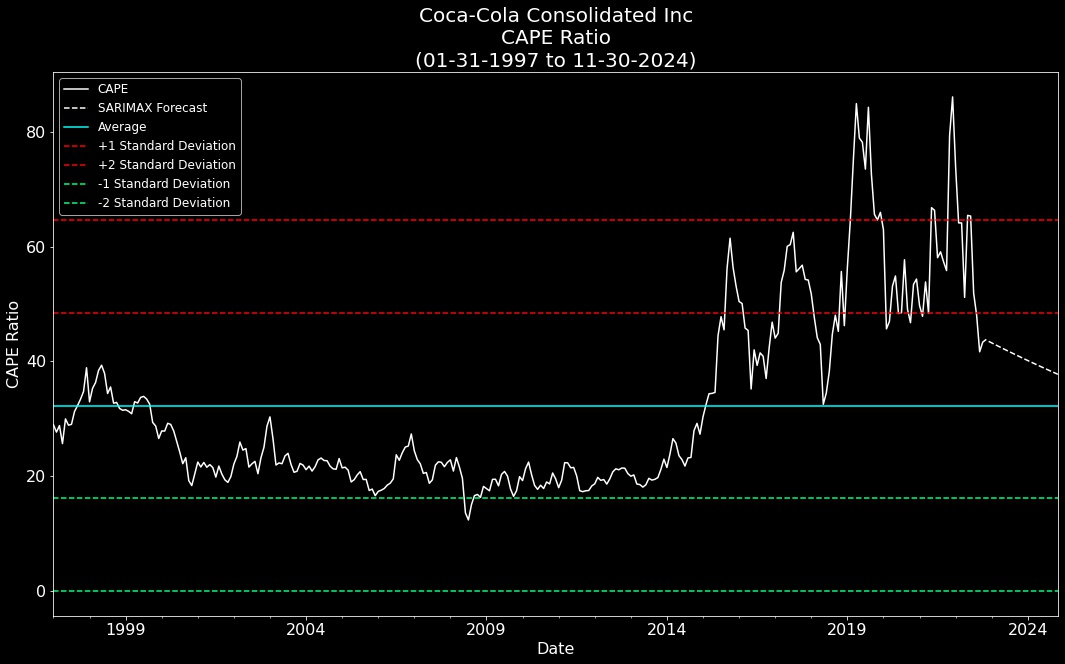 Coca-Cola Consolidated Inc
CAPE Ratio
(01-31-1997 to 11-30-2024)
CAPE
SARIMAX Forecast
Average
+1 Standard Deviation
+2 Standard Deviation
-1 Standard Deviation
-2 Standard Deviation
CAPE Ratio
80
60
40
20
0
1999
2004
2009
2014
2019
2024
Date